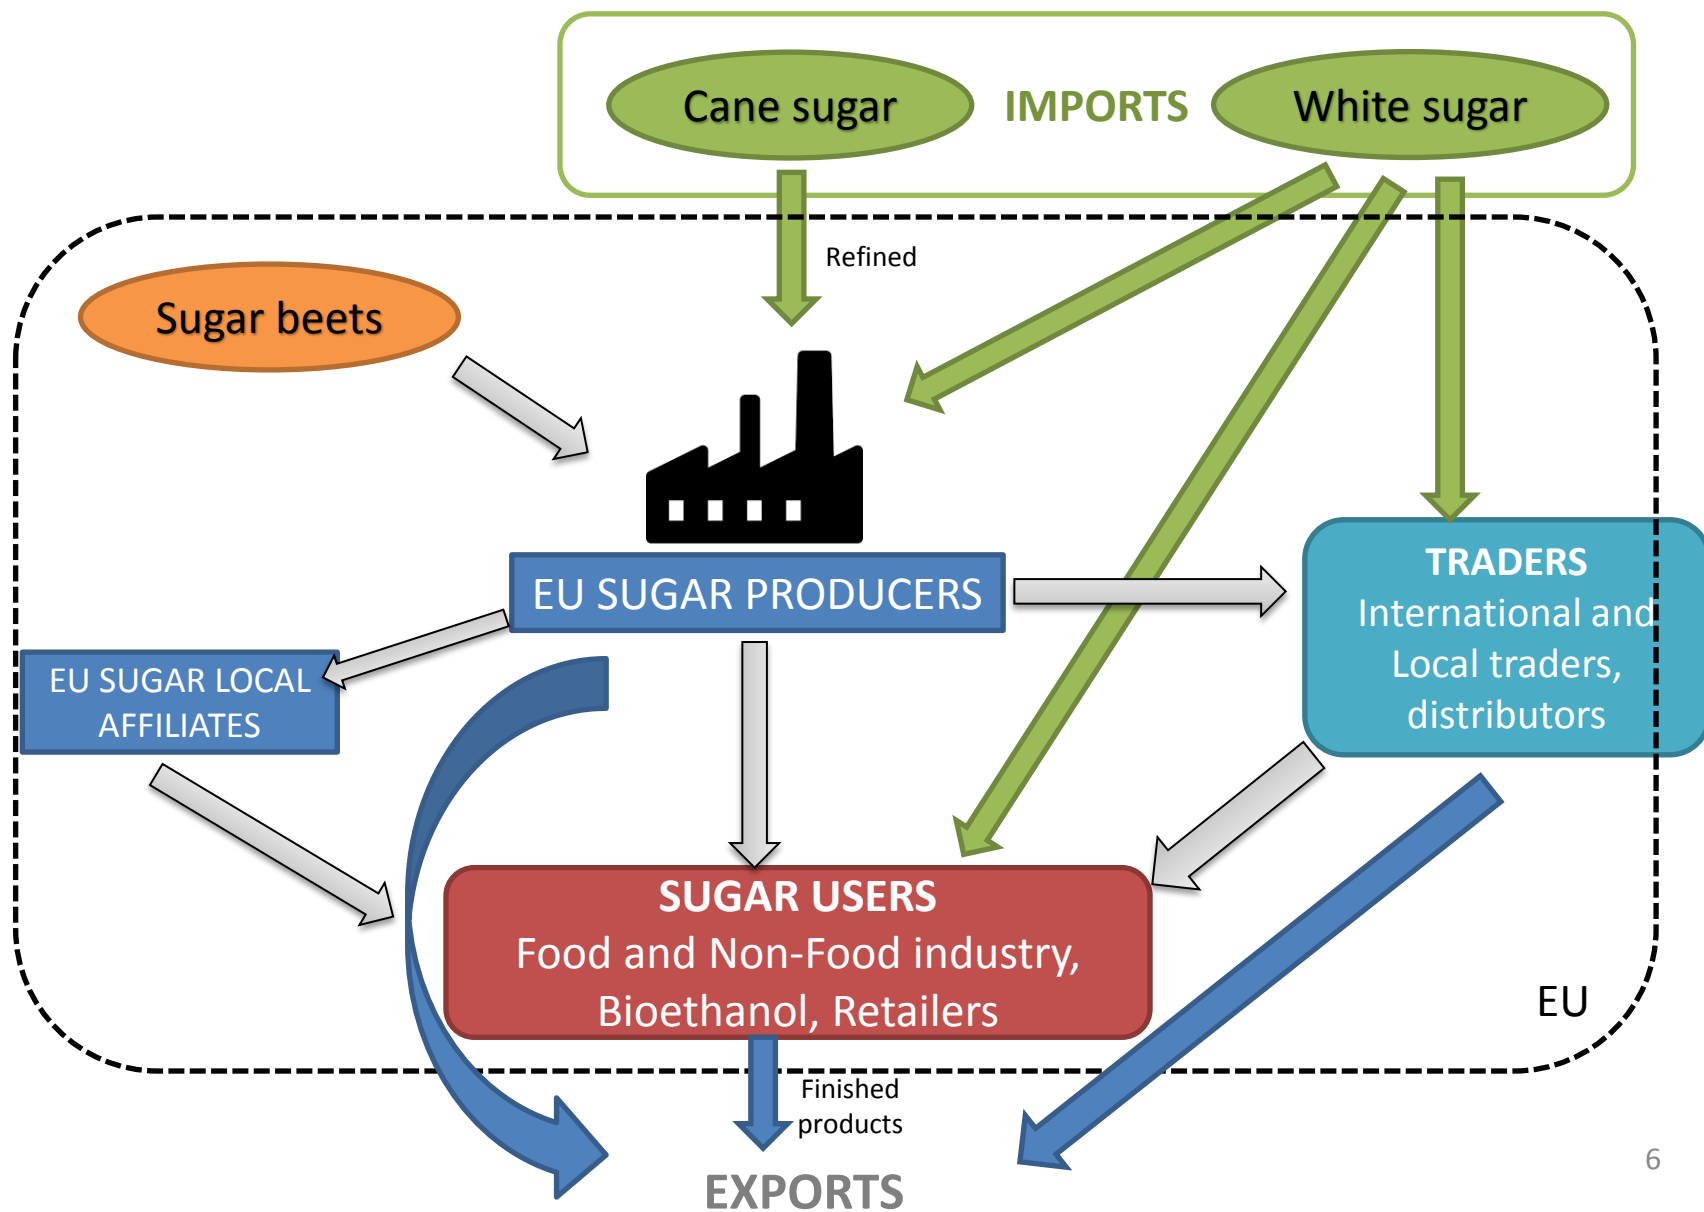 Cane sugar
IMPORTS
White sugar
Refined
Sugar beets
EU SUGAR PRODUCERS
TRADERS
International and
Local traders,
distributors
EU SUGAR LOCAL
AFFILIATES
SUGAR USERS
Food and Non-Food industry,
Bioethanol, Retailers
EU
Finished
products
EXPORTS
6